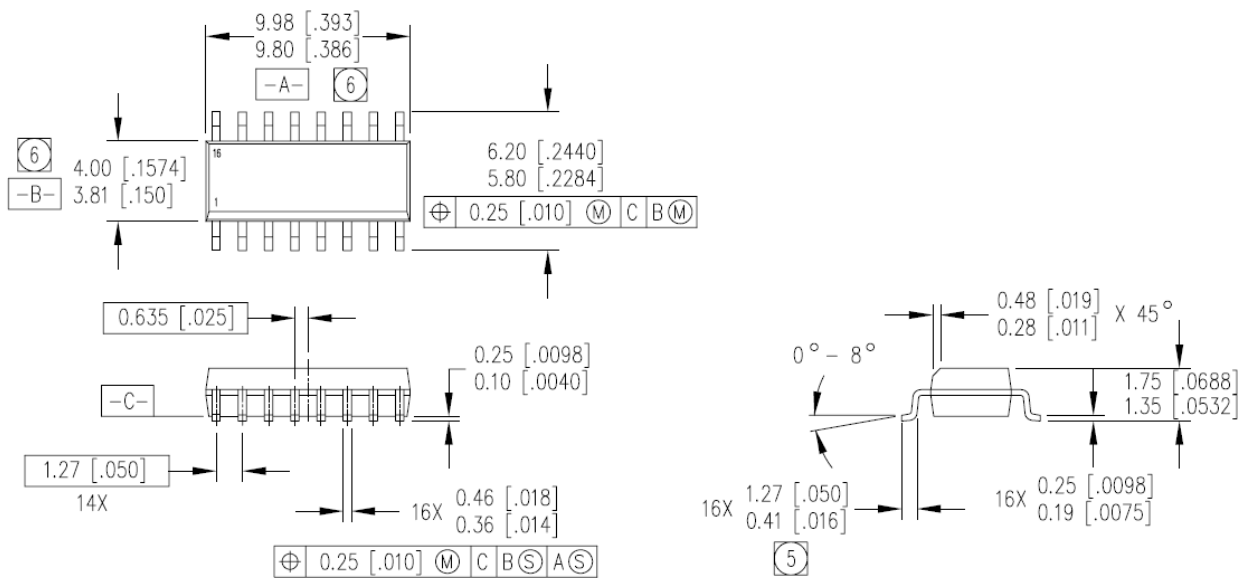 9.98 [.393]
9.80 [.386]
-A- 6
16
1
6
4.00 [.1574]
-B- 3.81 [.150]
6.20 [.2440]
5.80 [.2284]
⌖ 0.25 [.010] Ⓜ C B Ⓜ
0.635 [.025]
0.25 [.0098]
0.10 [.0040]
-C-
1.27 [.050]
14X
16X 0.46 [.018]
0.36 [.014]
⌖ 0.25 [.010] Ⓜ C B Ⓢ A Ⓢ
0.48 [.019]
0.28 [.011] X 45°
0° - 8°
1.75 [.0688]
1.35 [.0532]
16X 1.27 [.050]
0.41 [.016]
5
16X 0.25 [.0098]
0.19 [.0075]